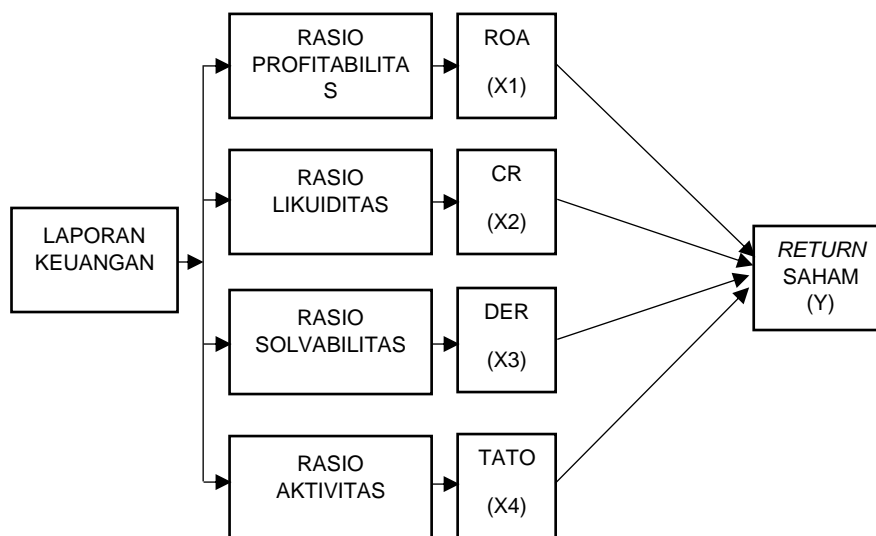 RASIO
PROFITABILITA
S
ROA
(X1)
RASIO
LIKUIDITAS
CR
(X2)
LAPORAN
KEUANGAN
RETURN
SAHAM
(Y)
RASIO
SOLVABILITAS
DER
(X3)
RASIO
AKTIVITAS
TATO
(X4)